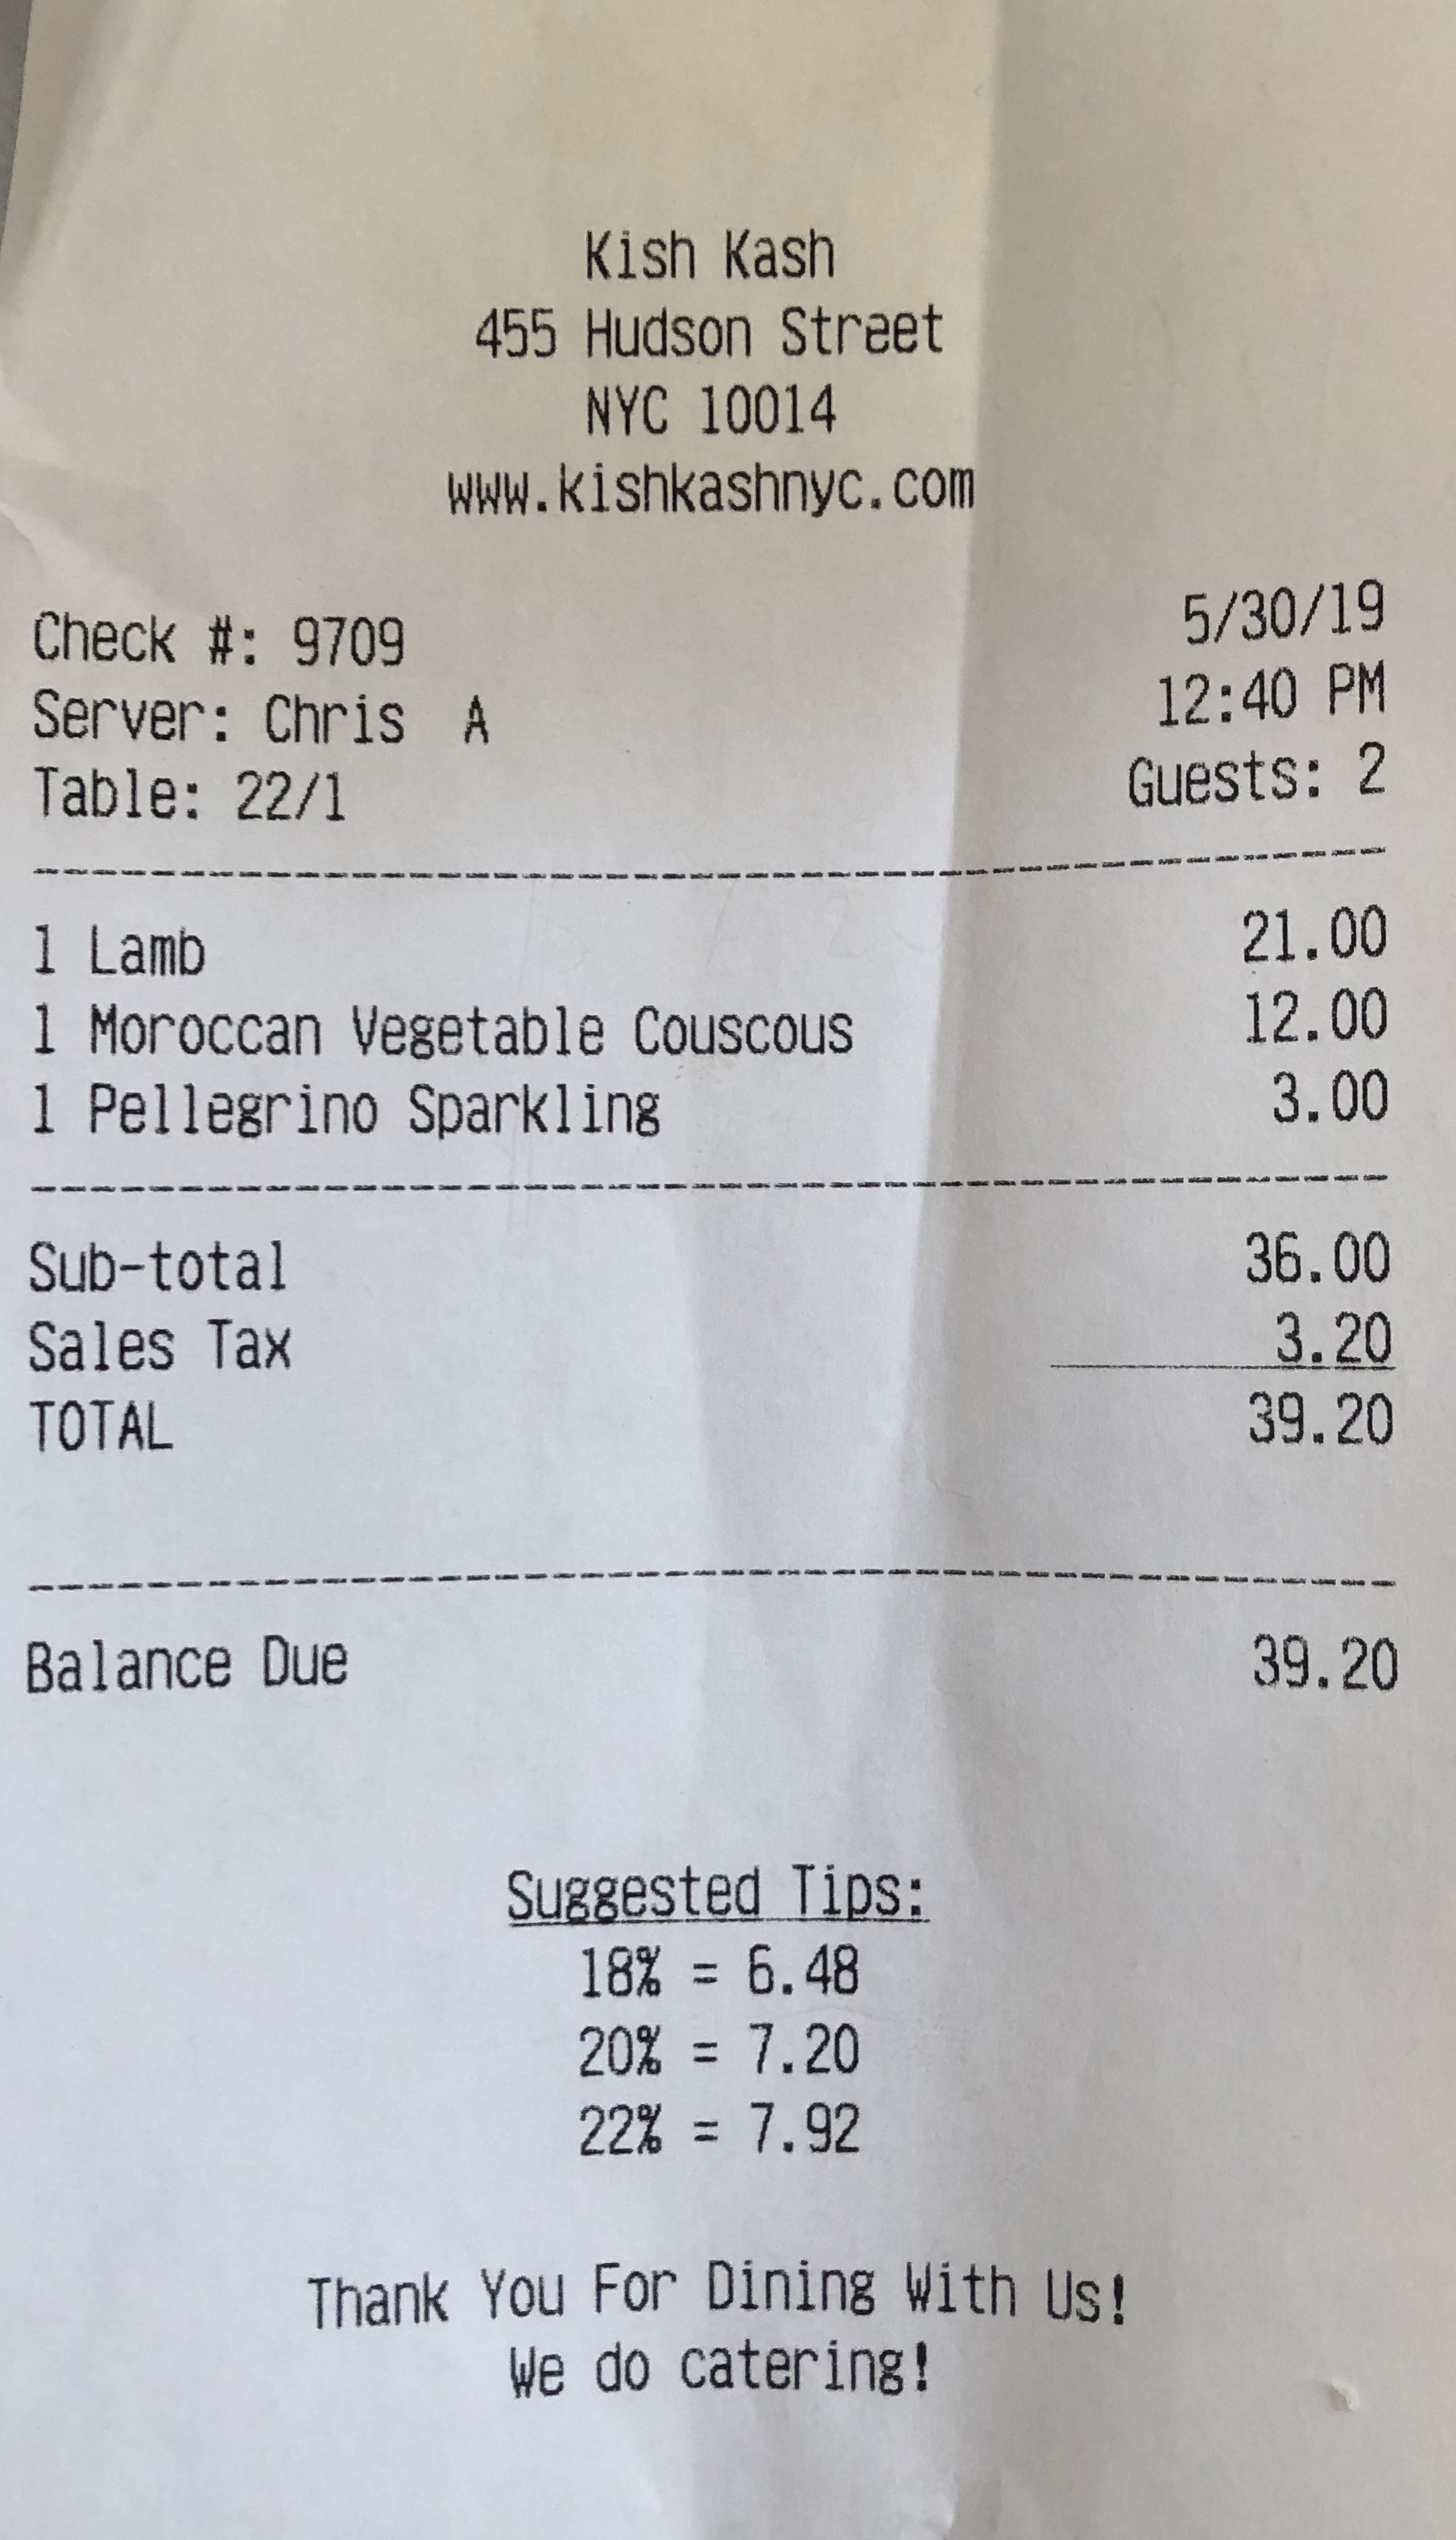 Kish Kash
455 Hudson Street
NYC 10014
www.kishkashnyc.com
Check #: 9709 5/30/19
Server: Chris A 12:40 PM
Table: 22/1 Guests: 2
1 Lamb 21.00
1 Moroccan Vegetable Couscous 12.00
1 Pellegrino Sparkling 3.00
Sub-total 36.00
Sales Tax 3.20
TOTAL 39.20
Balance Due 39.20
Suggested Tips:
18% = 6.48
20% = 7.20
22% = 7.92
Thank You For Dining With Us!
We do catering!